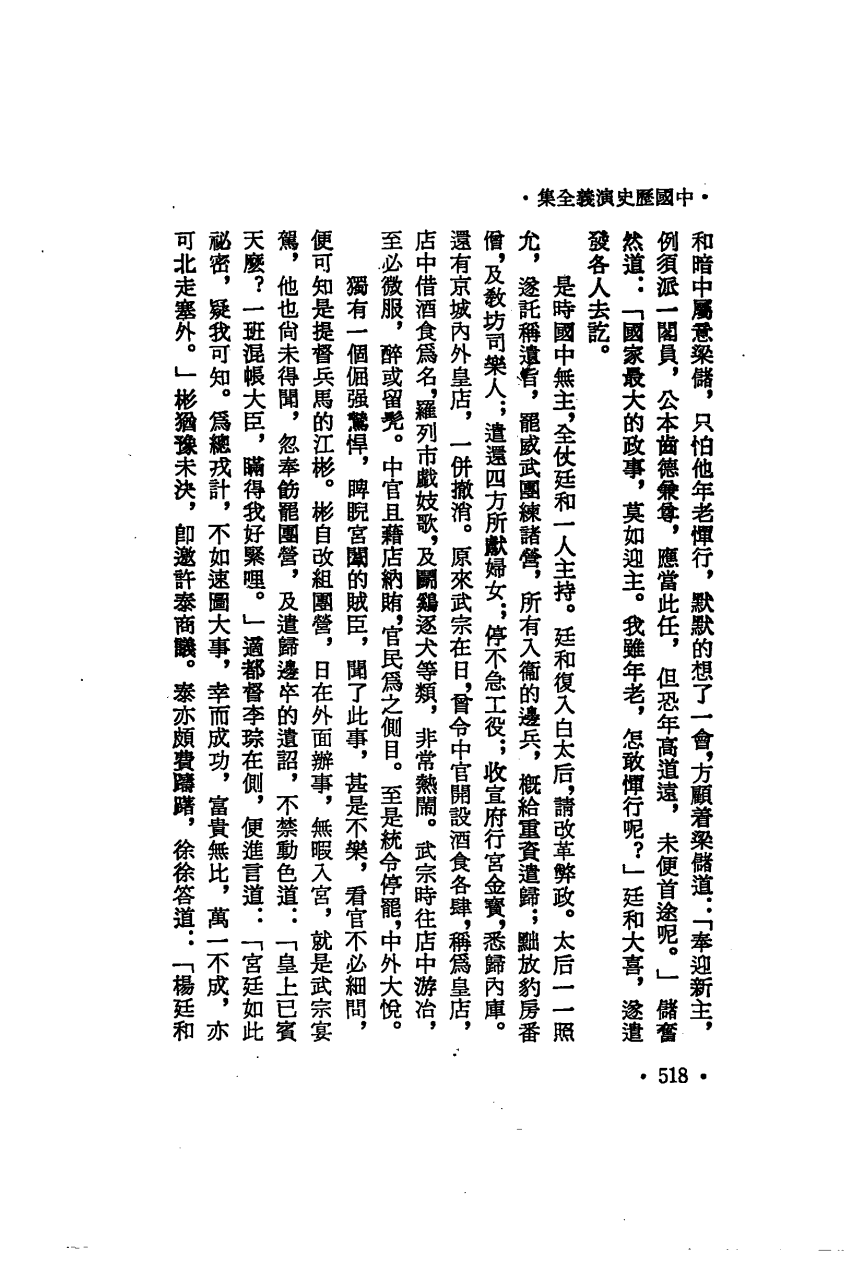 ・中國歷史演義全集・
和暗中屬意梁儲，只怕他年老憚行，默默的想了一會，方顧着梁儲道：「奉迎新主，
例須派一閣員，公本齒德兼尊，應當此任，但恐年高道遠，未便首途呢。」儲奮
然道：「國家最大的政事，莫如迎主。我雖年老，怎敢憚行呢？」廷和大喜，遂遣
發各人去訖。
是時國中無主，全仗廷和一人主持。廷和復入白太后，請改革弊政。太后一一照
允，遂託稱遺旨，罷威武團練諸營，所有入衞的邊兵，概給重資遣歸；黜放豹房番
僧，及敎坊司樂人；遣還四方所獻婦女；停不急工役；收宣府行宮金寶，悉歸內庫。
還有京城內外皇店，一併撤消。原來武宗在日，曾令中官開設酒食各肆，稱爲皇店，
店中借酒食爲名，羅列市戲妓歌，及鬭鷄逐犬等類，非常熱鬧。武宗時往店中游冶，
至必微服，醉或留髡。中官且藉店納賄，官民爲之側目。至是統令停罷，中外大悅。
獨有一個倔强鷙悍，睥睨宮闈的賊臣，聞了此事，甚是不樂，看官不必細問，
便可知是提督兵馬的江彬。彬自改組團營，日在外面辦事，無暇入宮，就是武宗宴
駕，他也尙未得聞，忽奉飭罷團營，及遣歸邊卒的遺詔，不禁動色道：「皇上已賓
天麼？一班混帳大臣，瞞得我好緊哩。」適都督李琮在側，便進言道：「宮廷如此
祕密，疑我可知。爲總戎計，不如速圖大事，幸而成功，富貴無比，萬一不成，亦
可北走塞外。」彬猶豫未決，卽邀許泰商議。泰亦頗費躊躇，徐徐答道：「楊廷和
・518・